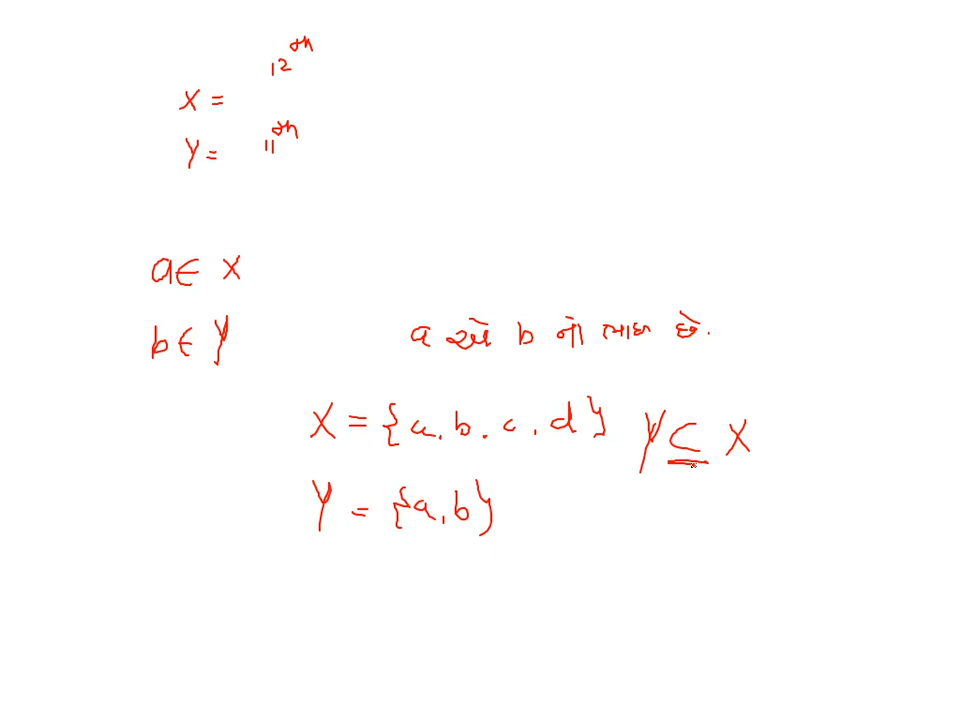 12th
X =
Y = 11th
a ∈ X
b ∈ Y
a એ b નો ભાઇ છે.
X = {a, b, c, d} Y ⊆ X
Y = {a, b}